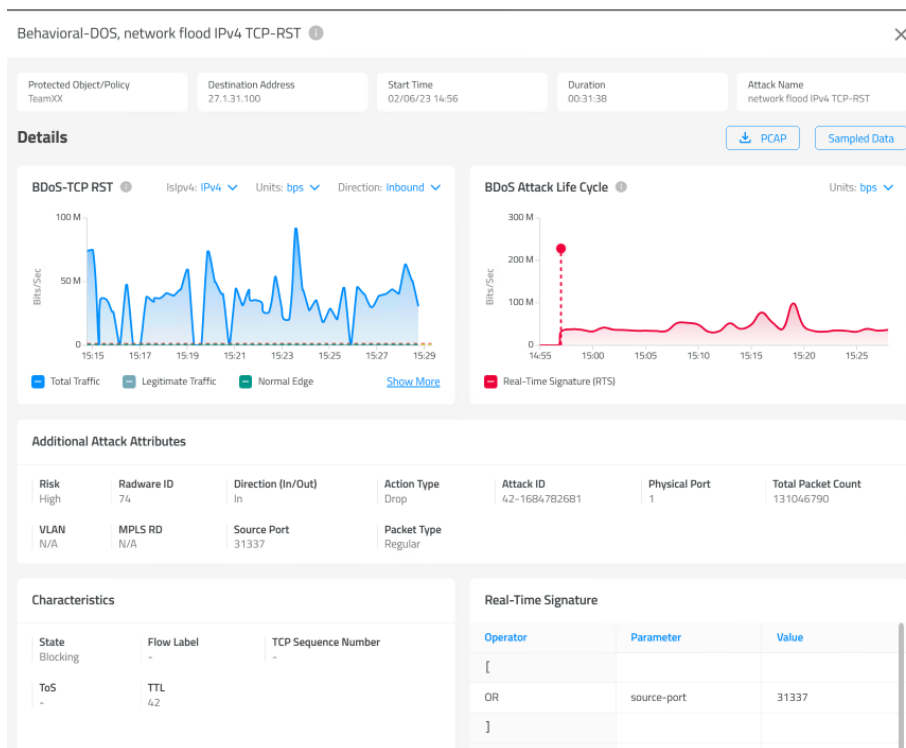 Behavioral-DOS, network flood IPv4 TCP-RST
Protected Object/Policy Destination Address Start Time Duration Attack Name
TeamXX 27.1.31.100 02/06/23 14:56 00:31:38 network flood IPv4 TCP-RST
Details PCAP Sampled Data
BDoS-TCP RST IsIpv4: IPv4 Units: bps Direction: Inbound
100 M
50 M
0
Bits/Sec
15:15 15:17 15:19 15:21 15:23 15:25 15:27 15:29
Total Traffic Legitimate Traffic Normal Edge Show More
BDoS Attack Life Cycle Units: bps
300 M
200 M
100 M
0
Bits/Sec
14:55 15:00 15:05 15:10 15:15 15:20 15:25
Real-Time Signature (RTS)
Additional Attack Attributes
Risk Radware ID Direction (In/Out) Action Type Attack ID Physical Port Total Packet Count
High 74 In Drop 42-1684782681 1 131046790
VLAN MPLS RD Source Port Packet Type
N/A N/A 31337 Regular
Characteristics
State Flow Label TCP Sequence Number
Blocking - -
ToS TTL
- 42
Real-Time Signature
Operator Parameter Value
[
OR source-port 31337
]